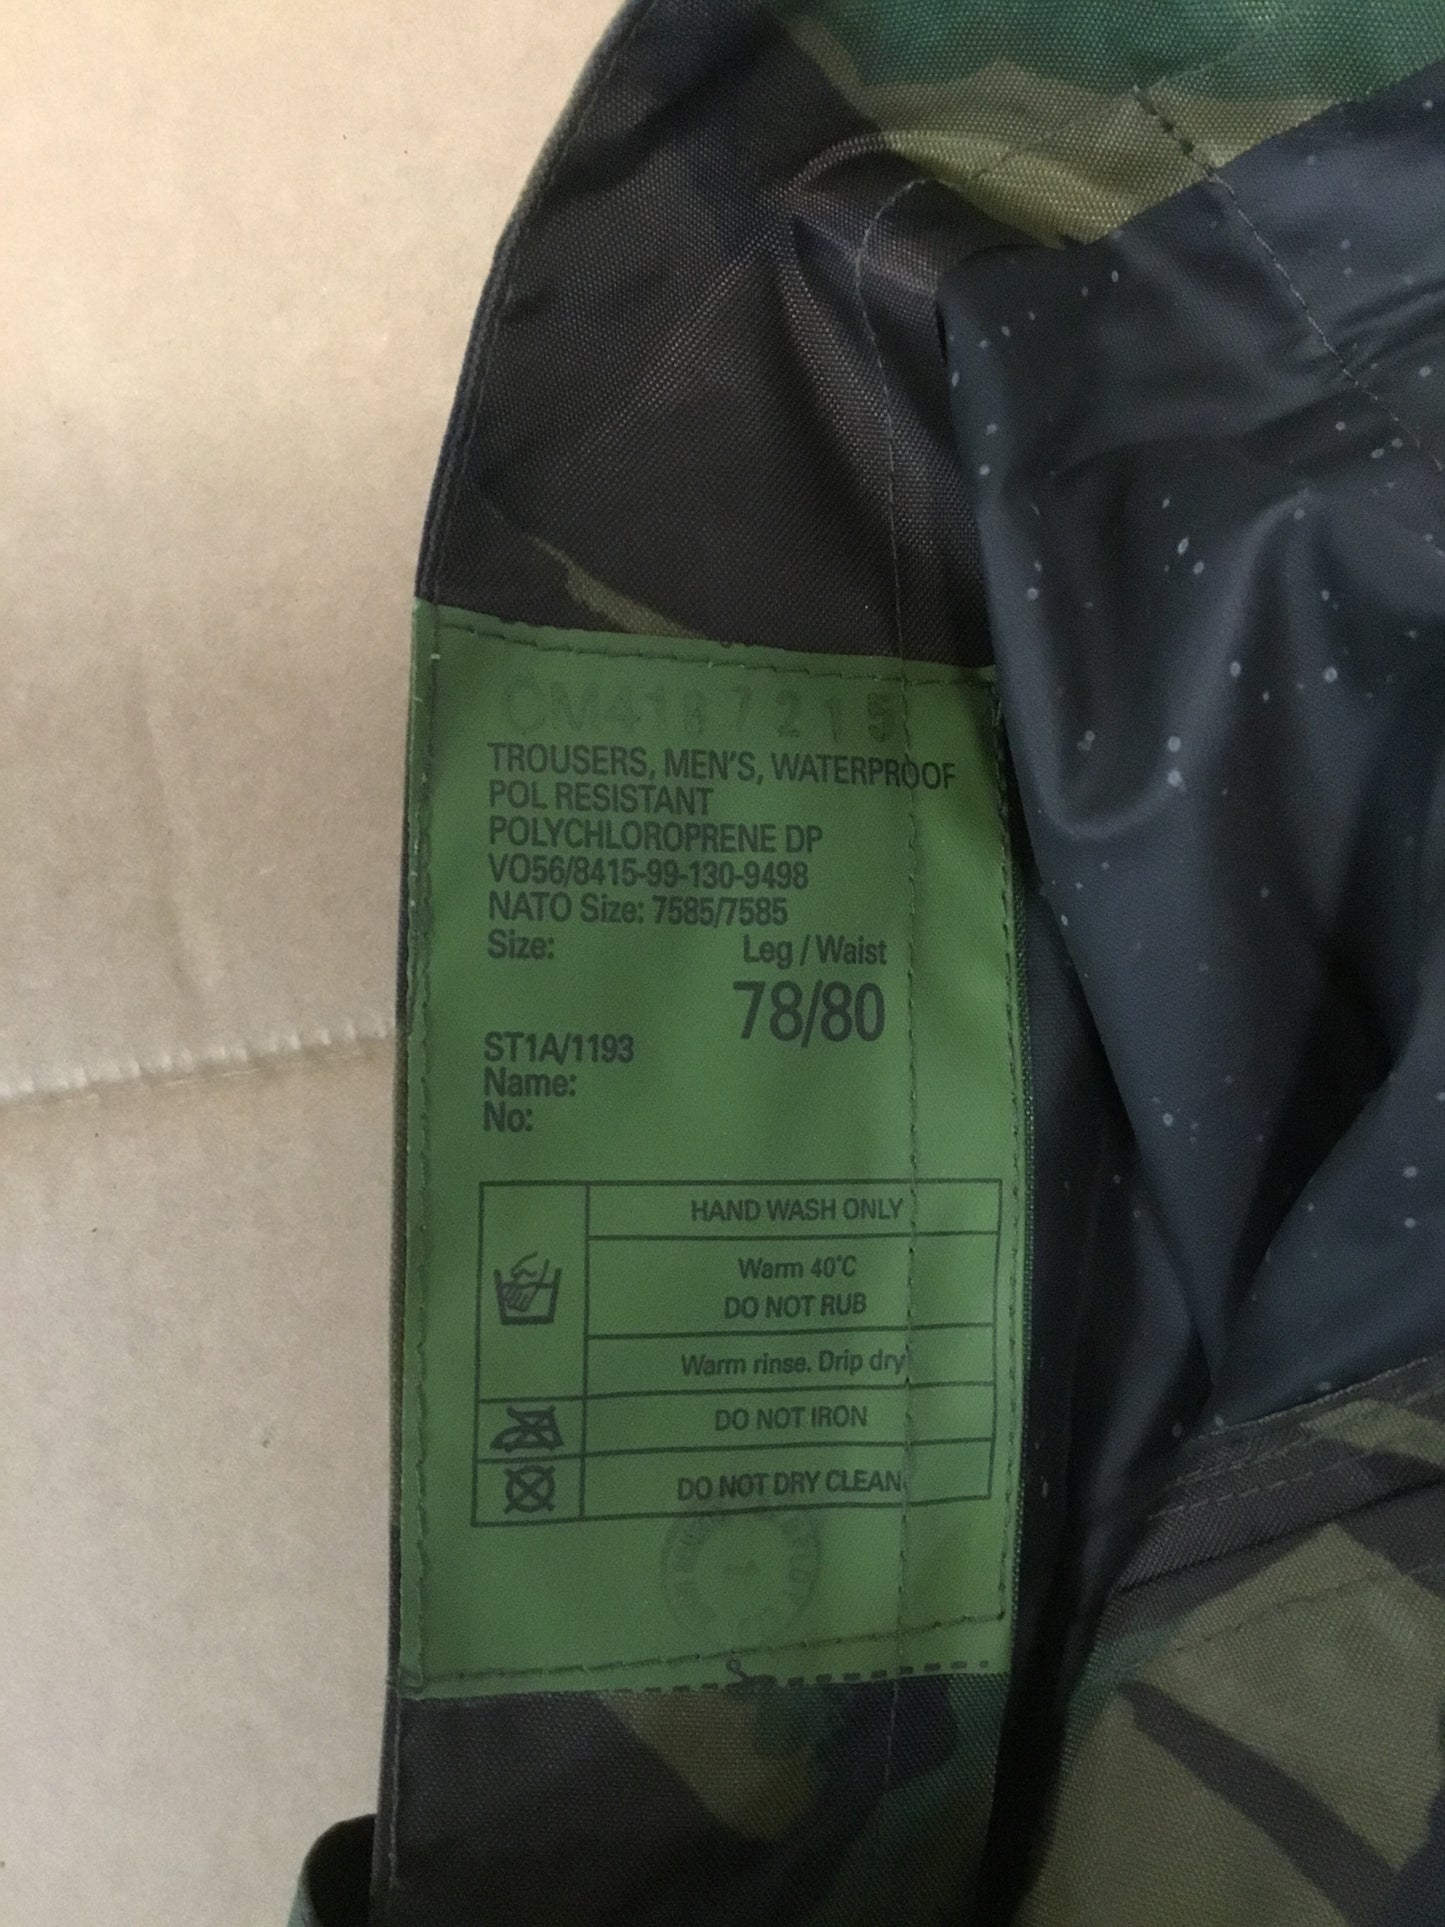 CM4187215
TROUSERS, MEN'S, WATERPROOF
POL RESISTANT
POLYCHLOROPRENE DP
VO56/8415-99-130-9498
NATO Size: 7585/7585
Size: Leg / Waist
78/80
ST1A/1193
Name:
No:
HAND WASH ONLY
Warm 40°C
DO NOT RUB
Warm rinse. Drip dry
DO NOT IRON
DO NOT DRY CLEAN